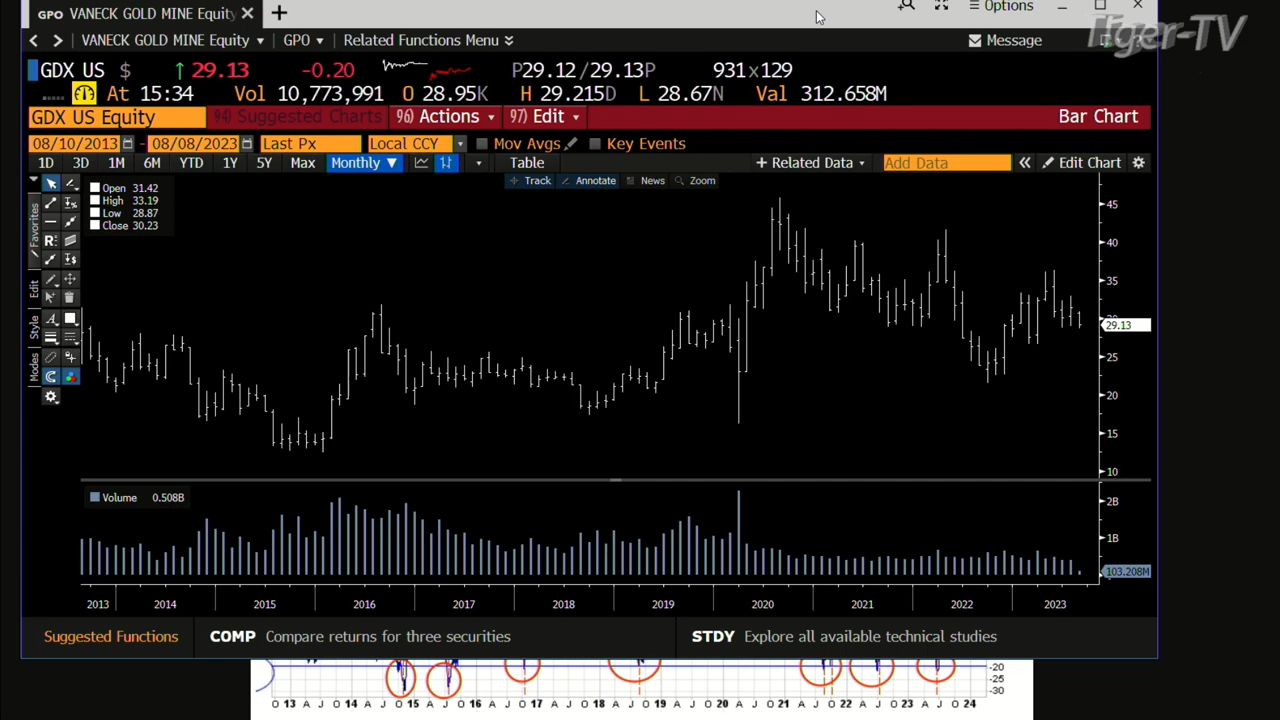 GPO VANECK GOLD MINE Equity
Options
Tiger-TV
VANECK GOLD MINE Equity GPO Related Functions Menu Message
GDX US $ ↑ 29.13 -0.20 P29.12/29.13P 931x129
At 15:34 Vol 10,773,991 O 28.95K H 29.215D L 28.67N Val 312.658M
GDX US Equity 94) Suggested Charts 96) Actions 97) Edit Bar Chart
08/10/2013 - 08/08/2023 Last Px Local CCY Mov Avgs Key Events
1D 3D 1M 6M YTD 1Y 5Y Max Monthly ▼ Table + Related Data Add Data « Edit Chart
Track Annotate News Zoom
Favorites
Edit
Style
Modes
Open 31.42
High 33.19
Low 28.87
Close 30.23
45
40
35
29.13
25
20
15
10
Volume 0.508B
2B
1B
103.208M
2013 2014 2015 2016 2017 2018 2019 2020 2021 2022 2023
Suggested Functions COMP Compare returns for three securities STDY Explore all available technical studies
-20
-25
-30
O 13 A J O 14 A J O 15 A J O 16 A J O 17 A J O 18 A J O 19 A J O 20 A J O 21 A J O 22 A J O 23 A J O 24